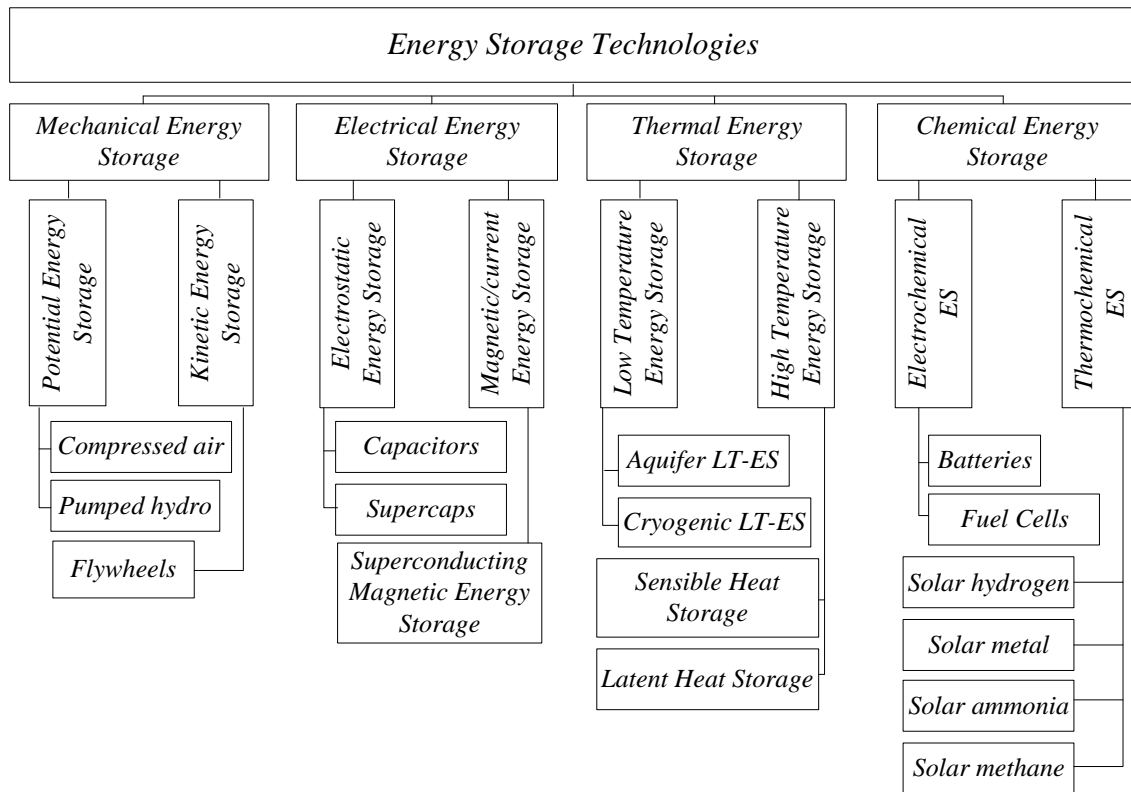 Energy Storage Technologies
Mechanical Energy
Storage
Electrical Energy
Storage
Thermal Energy
Storage
Chemical Energy
Storage
Potential Energy
Storage
Kinetic Energy
Storage
Electrostatic
Energy Storage
Magnetic/current
Energy Storage
Low Temperature
Energy Storage
High Temperature
Energy Storage
Electrochemical
ES
Thermochemical
ES
Compressed air
Pumped hydro
Flywheels
Capacitors
Supercaps
Superconducting
Magnetic Energy
Storage
Aquifer LT-ES
Cryogenic LT-ES
Sensible Heat
Storage
Latent Heat Storage
Batteries
Fuel Cells
Solar hydrogen
Solar metal
Solar ammonia
Solar methane